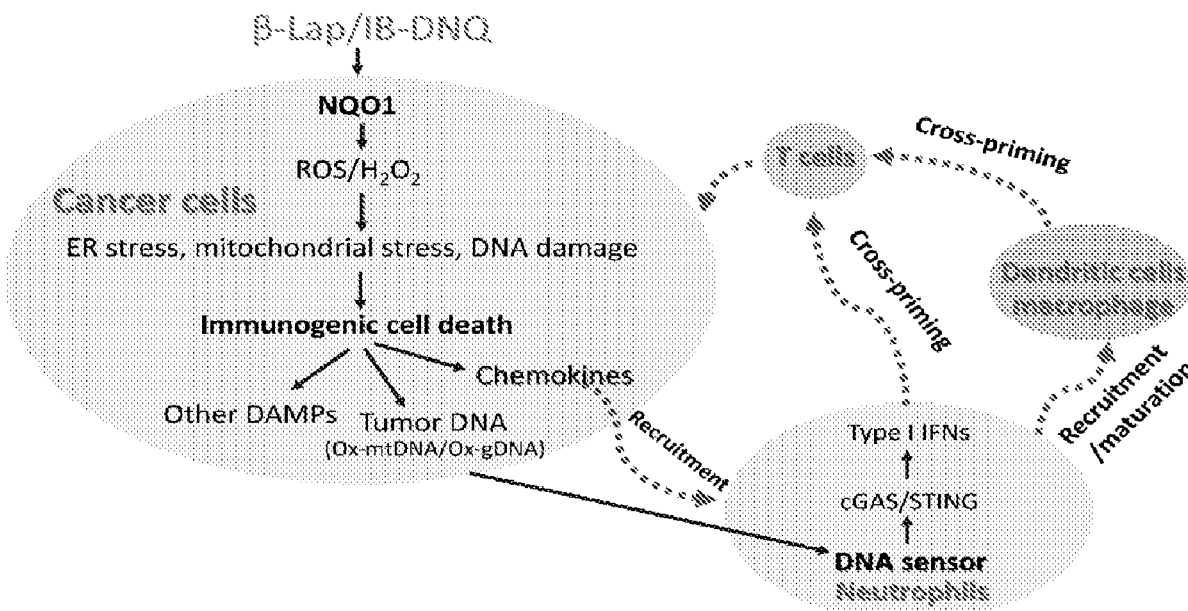 β-Lap/IB-DNQ
NQO1
ROS/H₂O₂
Cancer cells
ER stress, mitochondrial stress, DNA damage
Immunogenic cell death
Chemokines
Other DAMPs
Tumor DNA
(Ox-mtDNA/Ox-gDNA)
Recruitment
T cells
Cross-priming
Cross-priming
Dendritic cells
macrophage
Recruitment
/maturation
Type I IFNs
cGAS/STING
DNA sensor
Neutrophils